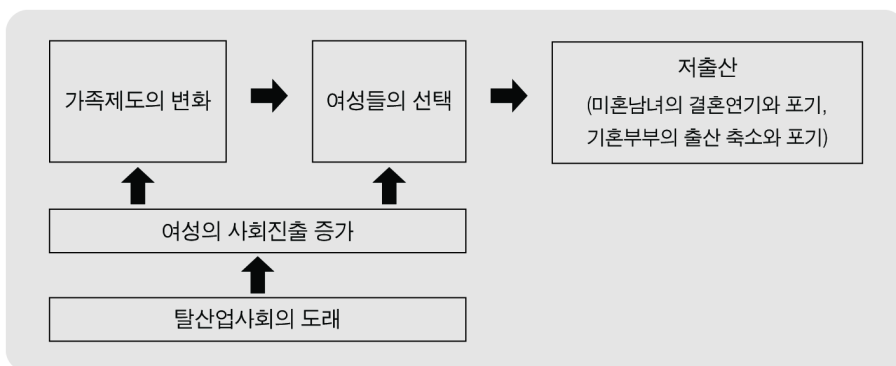 가족제도의 변화
여성들의 선택
저출산
(미혼남녀의 결혼연기와 포기,
기혼부부의 출산 축소와 포기)
여성의 사회진출 증가
탈산업사회의 도래